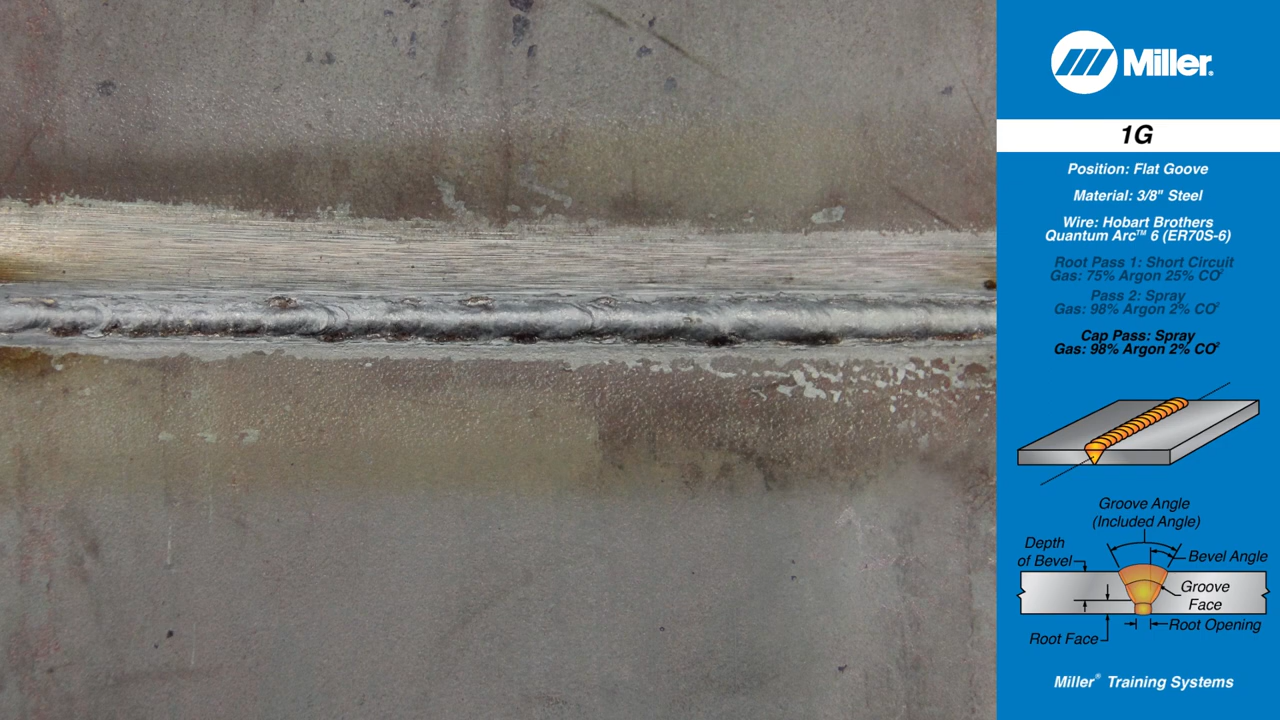 Miller®
1G
Position: Flat Goove
Material: 3/8" Steel
Wire: Hobart Brothers
Quantum Arc™ 6 (ER70S-6)
Root Pass 1: Short Circuit
Gas: 75% Argon 25% CO²
Pass 2: Spray
Gas: 98% Argon 2% CO²
Cap Pass: Spray
Gas: 98% Argon 2% CO²
Groove Angle
(Included Angle)
Depth
of Bevel
Bevel Angle
Groove
Face
Root Opening
Root Face
Miller® Training Systems